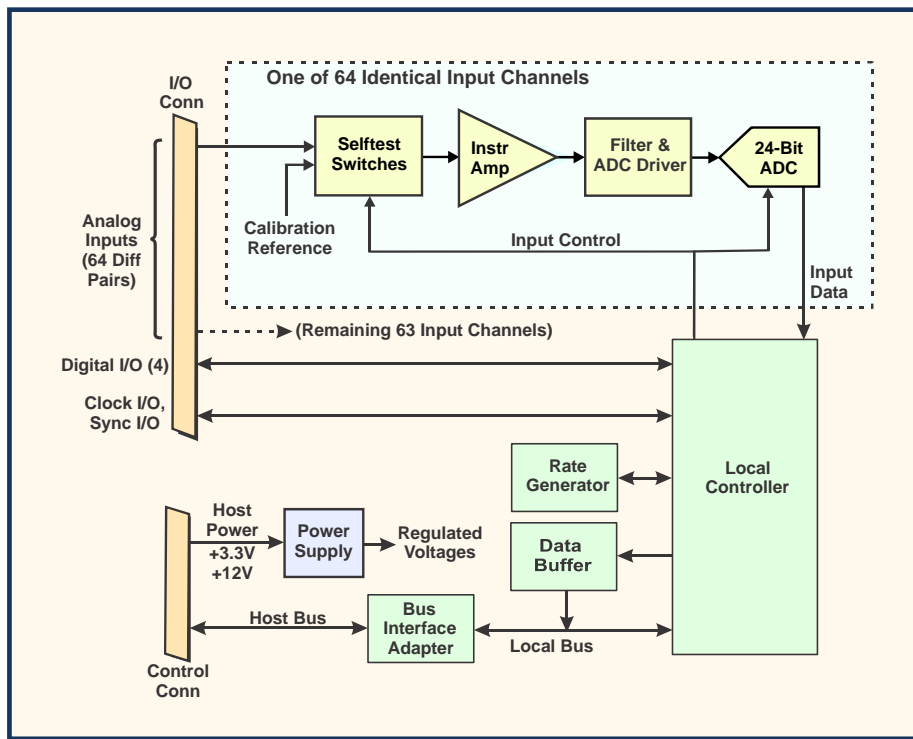 One of 64 Identical Input Channels
I/O
Conn
Selftest
Switches
Instr
Amp
Filter &
ADC Driver
24-Bit
ADC
Analog
Inputs
(64 Diff
Pairs)
Calibration
Reference
Input Control
Input
Data
(Remaining 63 Input Channels)
Digital I/O (4)
Clock I/O,
Sync I/O
Rate
Generator
Local
Controller
Host
Power
+3.3V
+12V
Power
Supply
Regulated
Voltages
Data
Buffer
Host Bus
Bus
Interface
Adapter
Local Bus
Control
Conn